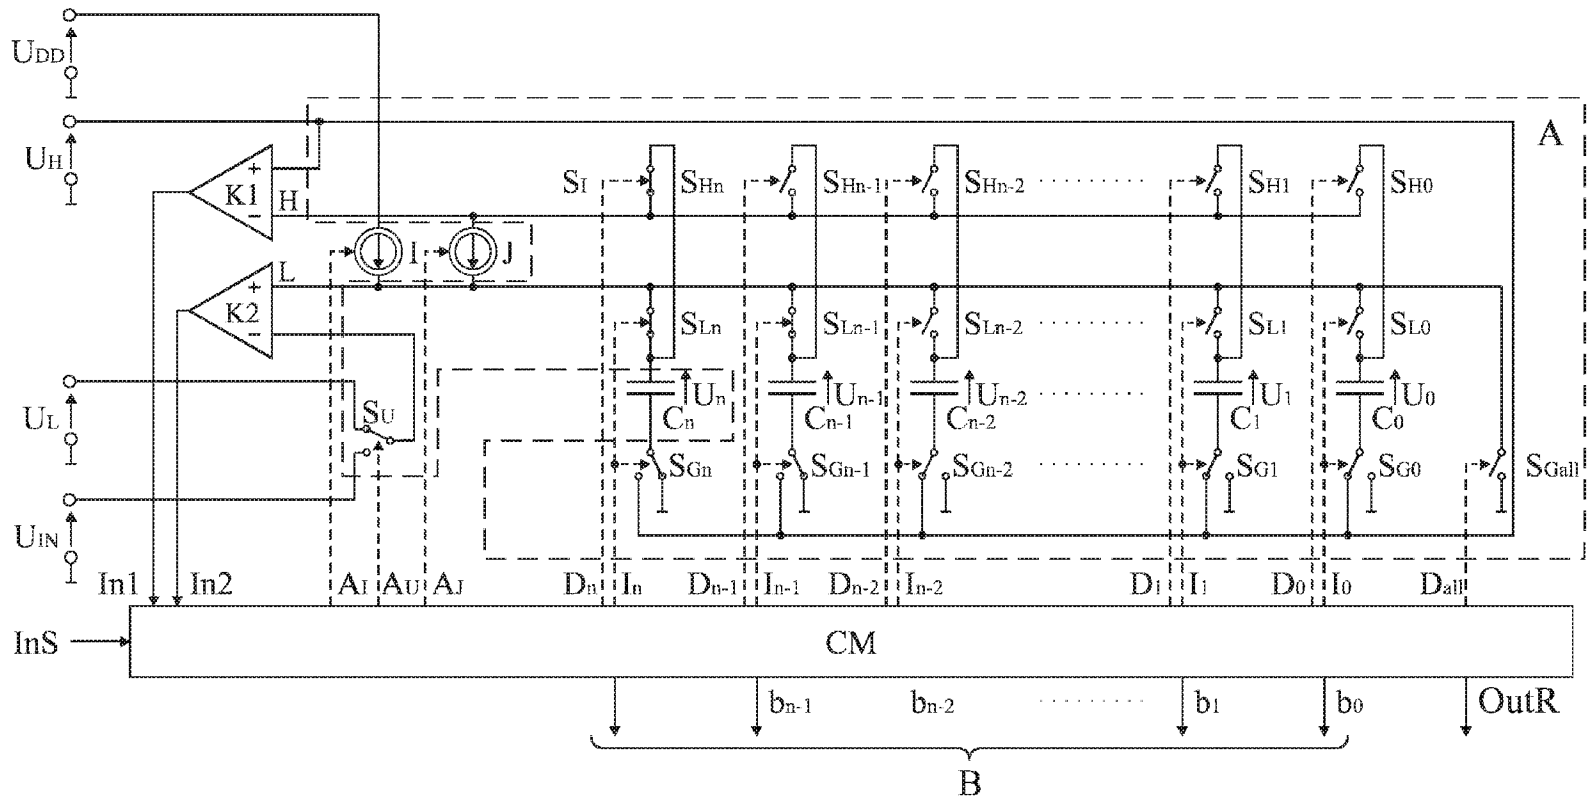 UDD
UH
A
K1
+
−
H
SI
SHn
SHn-1
SHn-2
........
SH1
SH0
I
J
L
K2
+
−
SLn
SLn-1
SLn-2
........
SL1
SL0
UL
SU
Un
Un-1
Un-2
........
U1
U0
Cn
Cn-1
Cn-2
C1
C0
SGn
SGn-1
SGn-2
........
SG1
SG0
SGall
UIN
In1
In2
AI
AU
AJ
Dn
In
Dn-1
In-1
Dn-2
In-2
D1
I1
D0
I0
Dall
InS
CM
bn-1
bn-2
........
b1
b0
OutR
B